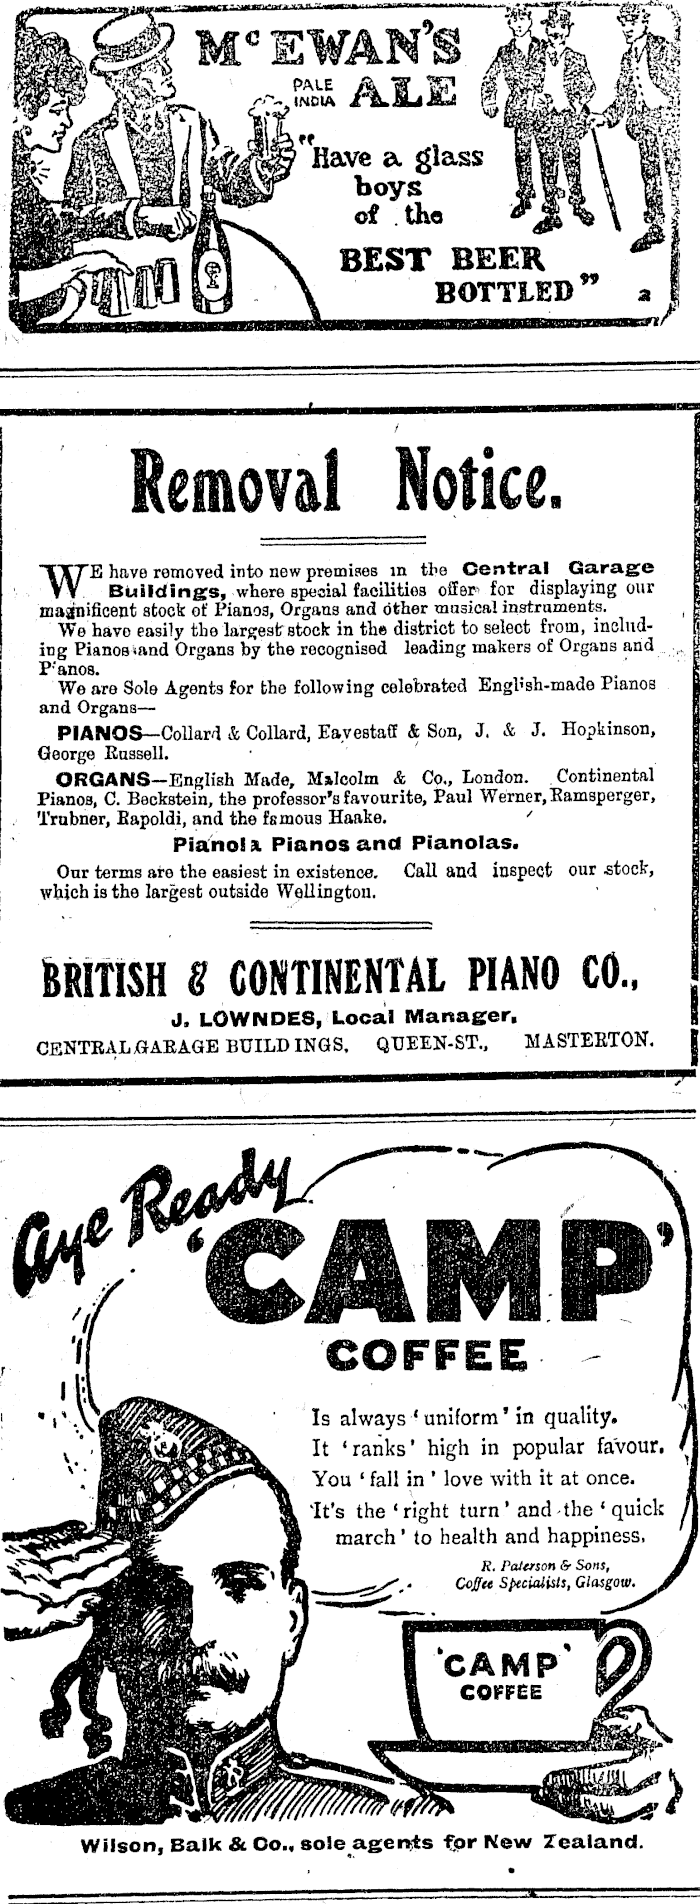 McEWAN'S
PALE
INDIA ALE
"Have a glass
boys
of the
BEST BEER
BOTTLED"
a
Removal Notice.
WE have removed into new premises in the Central Garage
Buildings, where special facilities offer for displaying our
magnificent stock of Pianos, Organs and other musical instruments.
We have easily the largest stock in the district to select from, includ-
ing Pianos and Organs by the recognised leading makers of Organs and
Pianos.
We are Sole Agents for the following celebrated English-made Pianos
and Organs—
PIANOS—Collard & Collard, Eavestaff & Son, J. & J. Hopkinson,
George Russell.
ORGANS—English Made, Malcolm & Co., London. Continental
Pianos, C. Beckstein, the professor's favourite, Paul Werner, Ramsperger,
Trubner, Rapoldi, and the famous Haake.
Pianola Pianos and Pianolas.
Our terms are the easiest in existence. Call and inspect our stock,
which is the largest outside Wellington.
BRITISH & CONTINENTAL PIANO CO.,
J. LOWNDES, Local Manager,
CENTRAL GARAGE BUILDINGS, QUEEN-ST., MASTERTON.
Aye Ready
'CAMP'
COFFEE
Is always 'uniform' in quality.
It 'ranks' high in popular favour.
You 'fall in' love with it at once.
It's the 'right turn' and the 'quick
march' to health and happiness.
R. Paterson & Sons,
Coffee Specialists, Glasgow.
'CAMP'
COFFEE
Wilson, Balk & Co., sole agents for New Zealand.